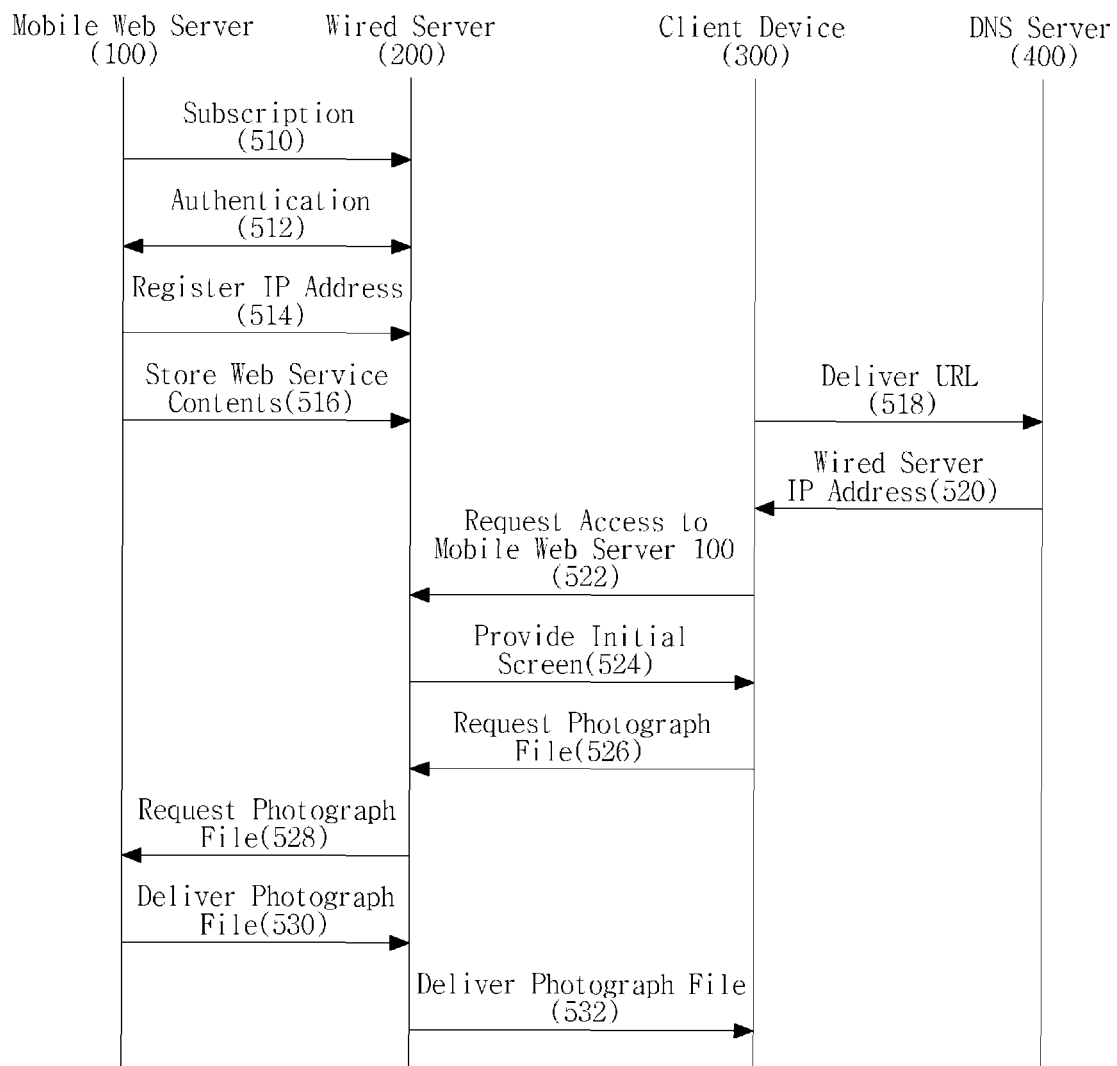 Mobile Web Server
(100)
Wired Server
(200)
Client Device
(300)
DNS Server
(400)
Subscription
(510)
Authentication
(512)
Register IP Address
(514)
Store Web Service
Contents(516)
Deliver URL
(518)
Wired Server
IP Address(520)
Request Access to
Mobile Web Server 100
(522)
Provide Initial
Screen(524)
Request Photograph
File(526)
Request Photograph
File(528)
Deliver Photograph
File(530)
Deliver Photograph File
(532)